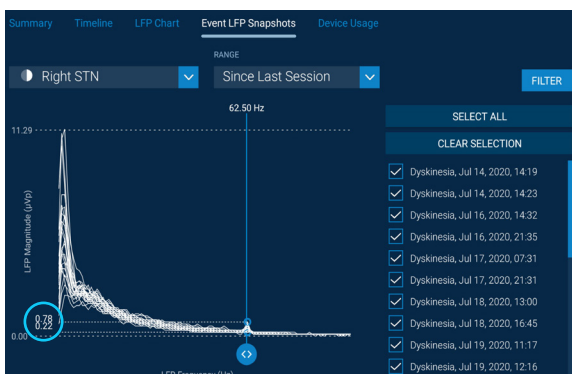 Summary Timeline LFP Chart Event LFP Snapshots Device Usage
RANGE
Right STN Since Last Session FILTER
62.50 Hz
SELECT ALL
11.29
CLEAR SELECTION
Dyskinesia, Jul 14, 2020, 14:19
Dyskinesia, Jul 14, 2020, 14:23
Dyskinesia, Jul 16, 2020, 14:32
Dyskinesia, Jul 16, 2020, 21:35
Dyskinesia, Jul 17, 2020, 07:31
Dyskinesia, Jul 17, 2020, 21:31
Dyskinesia, Jul 18, 2020, 13:00
Dyskinesia, Jul 18, 2020, 16:45
Dyskinesia, Jul 19, 2020, 11:17
Dyskinesia, Jul 19, 2020, 12:16
LFP Magnitude (μVp)
0.78
0.22
0.00
LFP Frequency (Hz)